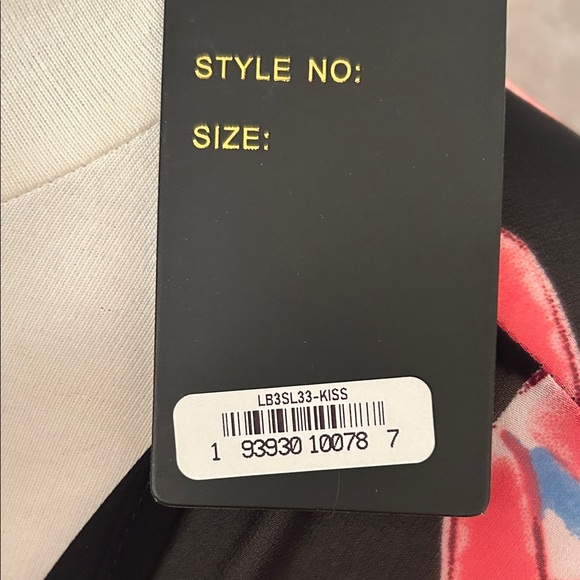 STYLE NO:
SIZE:
LB3SL33-KISS
1 93930 10078 7